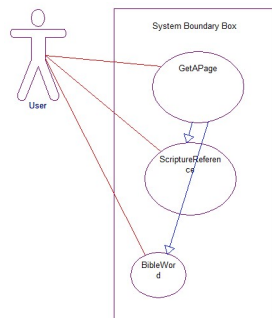 System Boundary Box
GetAPage
User
ScriptureReferen
ce
BibleWor
d